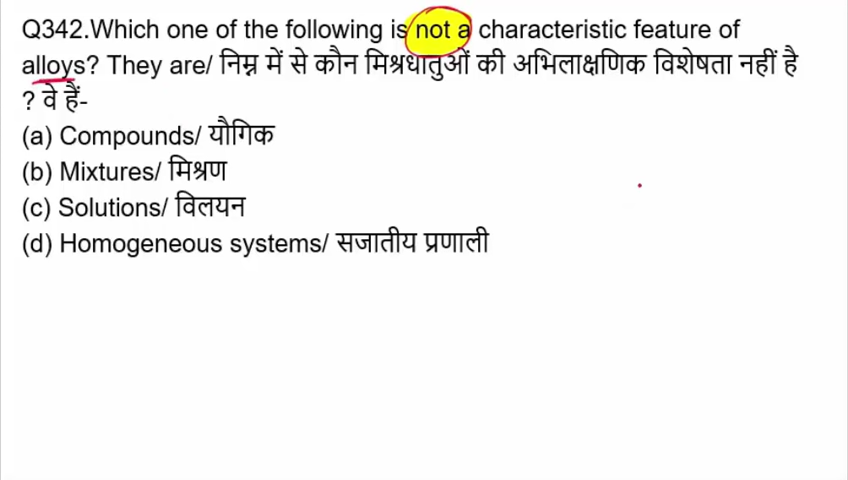 Q342.Which one of the following is not a characteristic feature of
alloys? They are/ निम्न में से कौन मिश्रधातुओं की अभिलाक्षणिक विशेषता नहीं है
? वे हैं-
(a) Compounds/ यौगिक
(b) Mixtures/ मिश्रण
(c) Solutions/ विलयन
(d) Homogeneous systems/ सजातीय प्रणाली